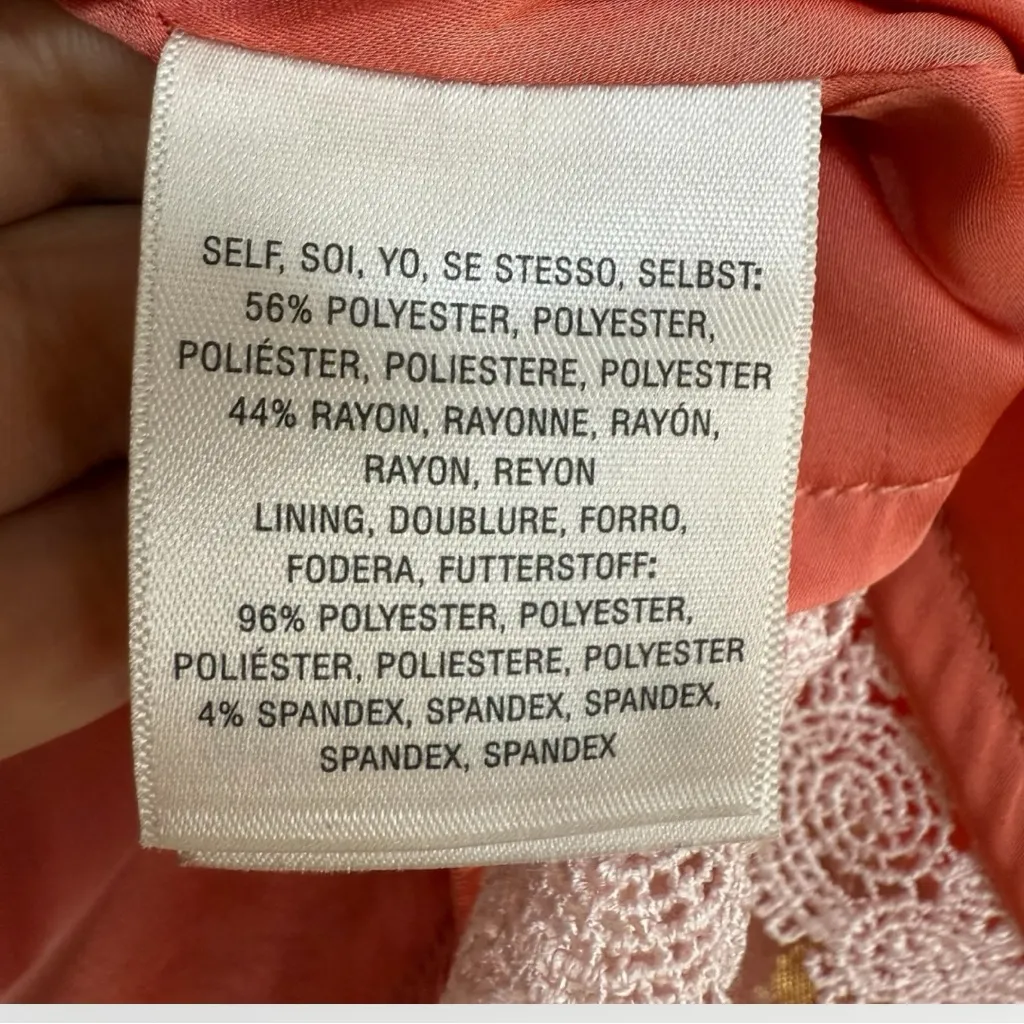 SELF, SOI, YO, SE STESSO, SELBST:
56% POLYESTER, POLYESTER,
POLIÉSTER, POLIESTERE, POLYESTER
44% RAYON, RAYONNE, RAYÓN,
RAYON, REYON
LINING, DOUBLURE, FORRO,
FODERA, FUTTERSTOFF:
96% POLYESTER, POLYESTER,
POLIÉSTER, POLIESTERE, POLYESTER
4% SPANDEX, SPANDEX, SPANDEX,
SPANDEX, SPANDEX